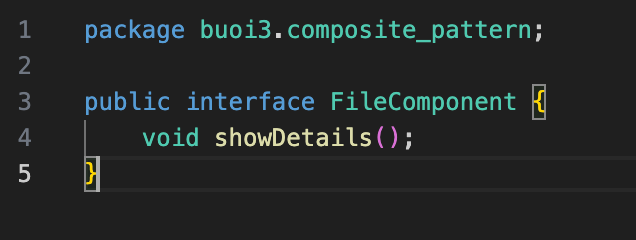 1 package buoi3.composite_pattern;
2
3 public interface FileComponent {
4     void showDetails();
5 }